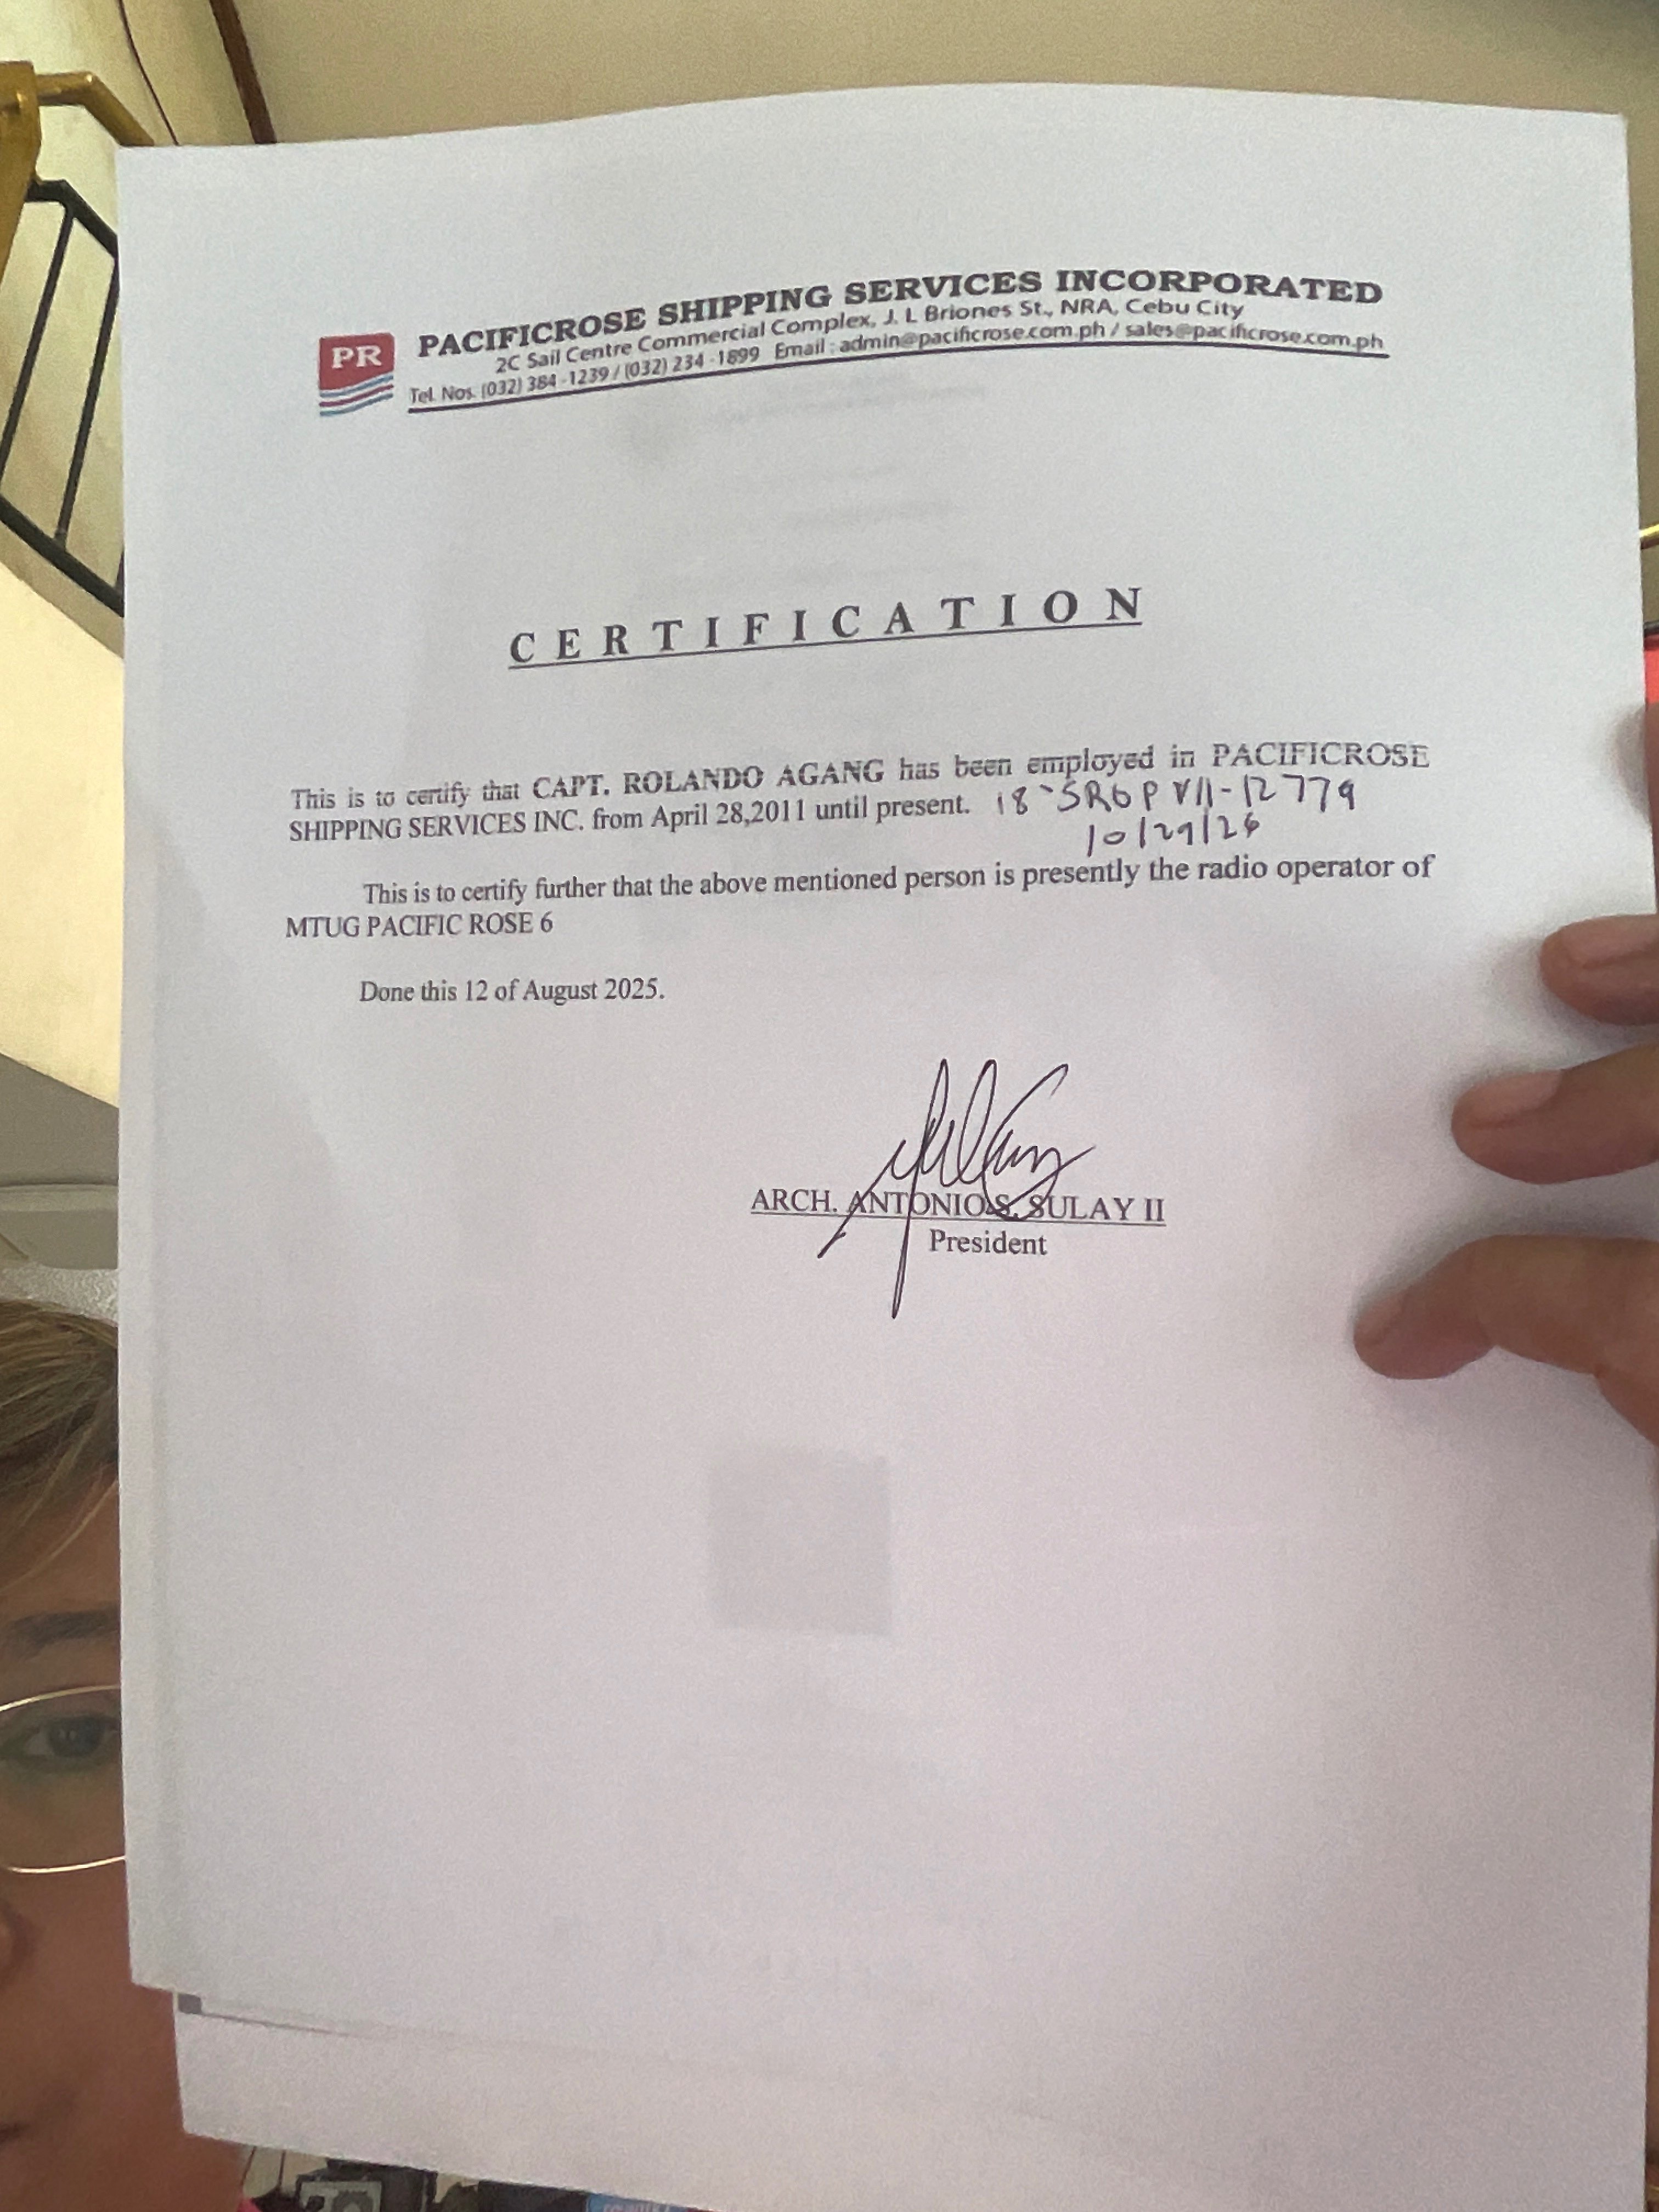 PR
PACIFICROSE SHIPPING SERVICES INCORPORATED
2C Sail Centre Commercial Complex, J. L Briones St., NRA, Cebu City
Tel. Nos. (032) 384 -1239 / (032) 234 -1899 Email : admin@pacificrose.com.ph / sales@pacificrose.com.ph
CERTIFICATION
This is to certify that CAPT. ROLANDO AGANG has been employed in PACIFICROSE
SHIPPING SERVICES INC. from April 28,2011 until present. 18-SROP VII-12779
10/29/26
This is to certify further that the above mentioned person is presently the radio operator of
MTUG PACIFIC ROSE 6
Done this 12 of August 2025.
ARCH. ANTONIO S. SULAY II
President